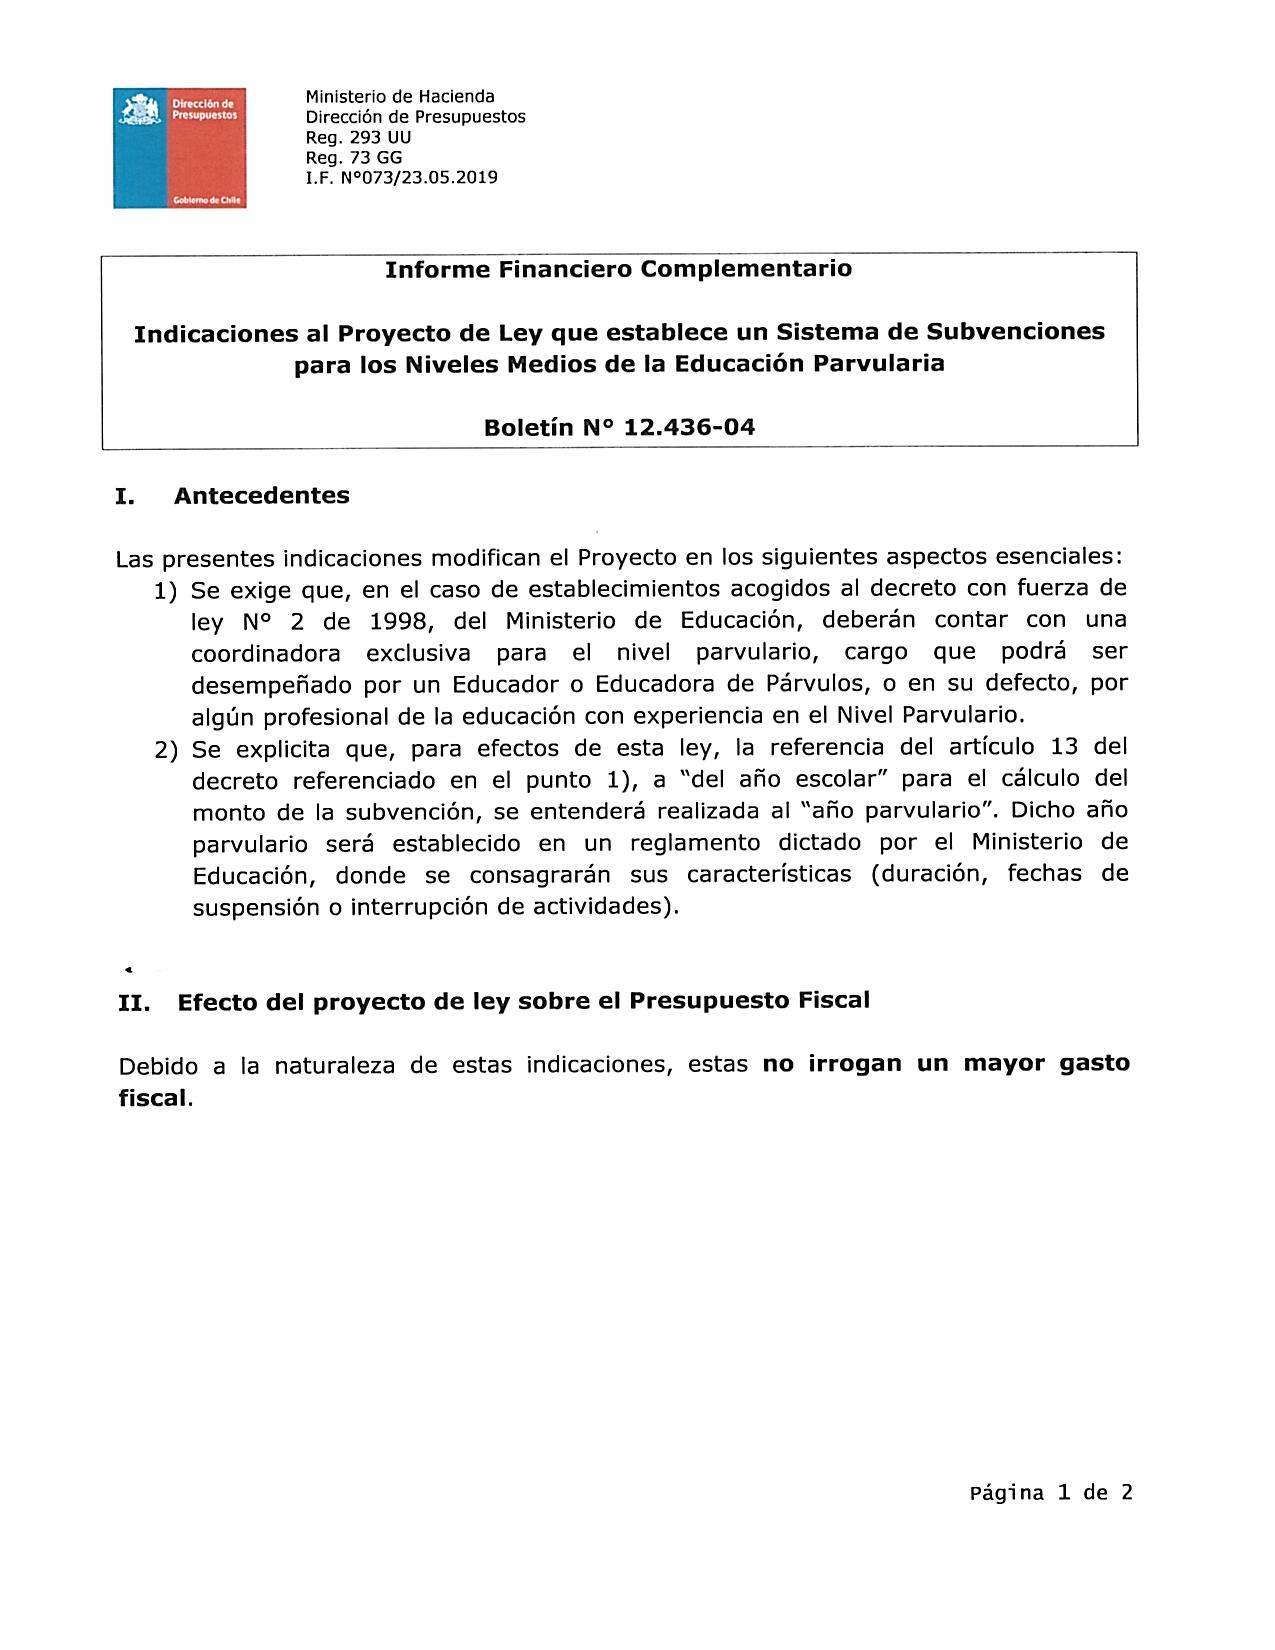 Dirección de
Presupuestos
Gobierno de Chile
Ministerio de Hacienda
Dirección de Presupuestos
Reg. 293 UU
Reg. 73 GG
I.F. N°073/23.05.2019
Informe Financiero Complementario
Indicaciones al Proyecto de Ley que establece un Sistema de Subvenciones
para los Niveles Medios de la Educación Parvularia
Boletín N° 12.436-04
I. Antecedentes
Las presentes indicaciones modifican el Proyecto en los siguientes aspectos esenciales:
1) Se exige que, en el caso de establecimientos acogidos al decreto con fuerza de
ley N° 2 de 1998, del Ministerio de Educación, deberán contar con una
coordinadora exclusiva para el nivel parvulario, cargo que podrá ser
desempeñado por un Educador o Educadora de Párvulos, o en su defecto, por
algún profesional de la educación con experiencia en el Nivel Parvulario.
2) Se explicita que, para efectos de esta ley, la referencia del artículo 13 del
decreto referenciado en el punto 1), a "del año escolar" para el cálculo del
monto de la subvención, se entenderá realizada al "año parvulario". Dicho año
parvulario será establecido en un reglamento dictado por el Ministerio de
Educación, donde se consagrarán sus características (duración, fechas de
suspensión o interrupción de actividades).
II. Efecto del proyecto de ley sobre el Presupuesto Fiscal
Debido a la naturaleza de estas indicaciones, estas no irrogan un mayor gasto
fiscal.
Página 1 de 2